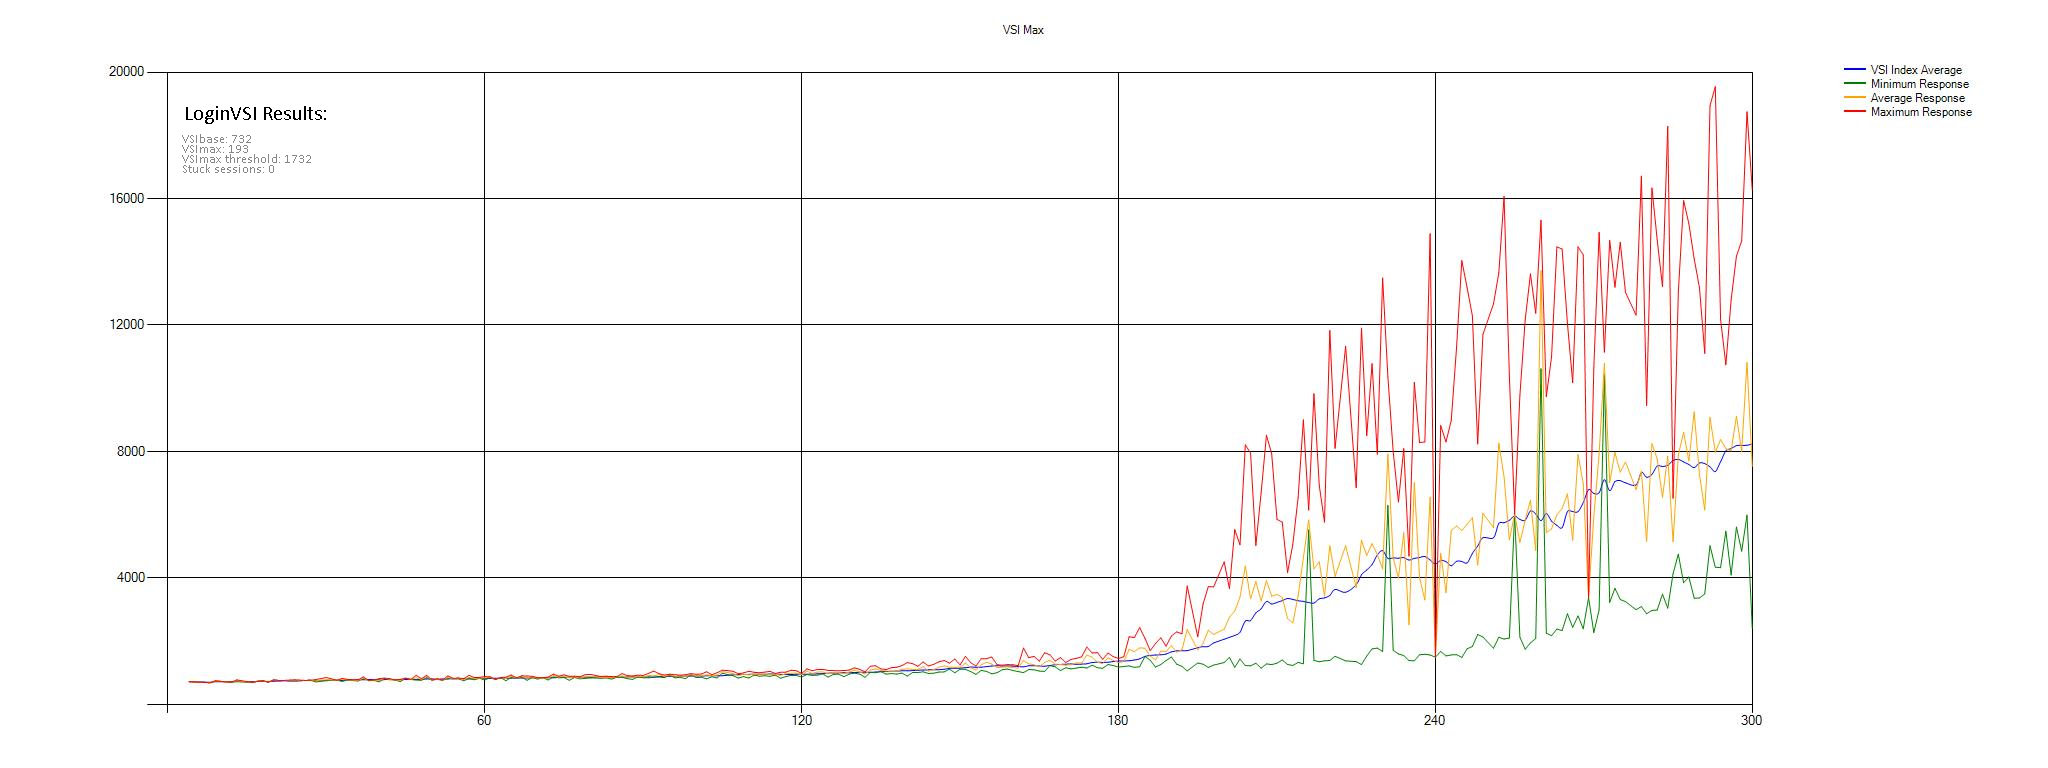 VSI Max
20000
16000
12000
8000
4000
LoginVSI Results:
VSIbase: 732
VSImax: 193
VSImax threshold: 1732
Stuck sessions: 0
VSI Index Average
Minimum Response
Average Response
Maximum Response
60
120
180
240
300